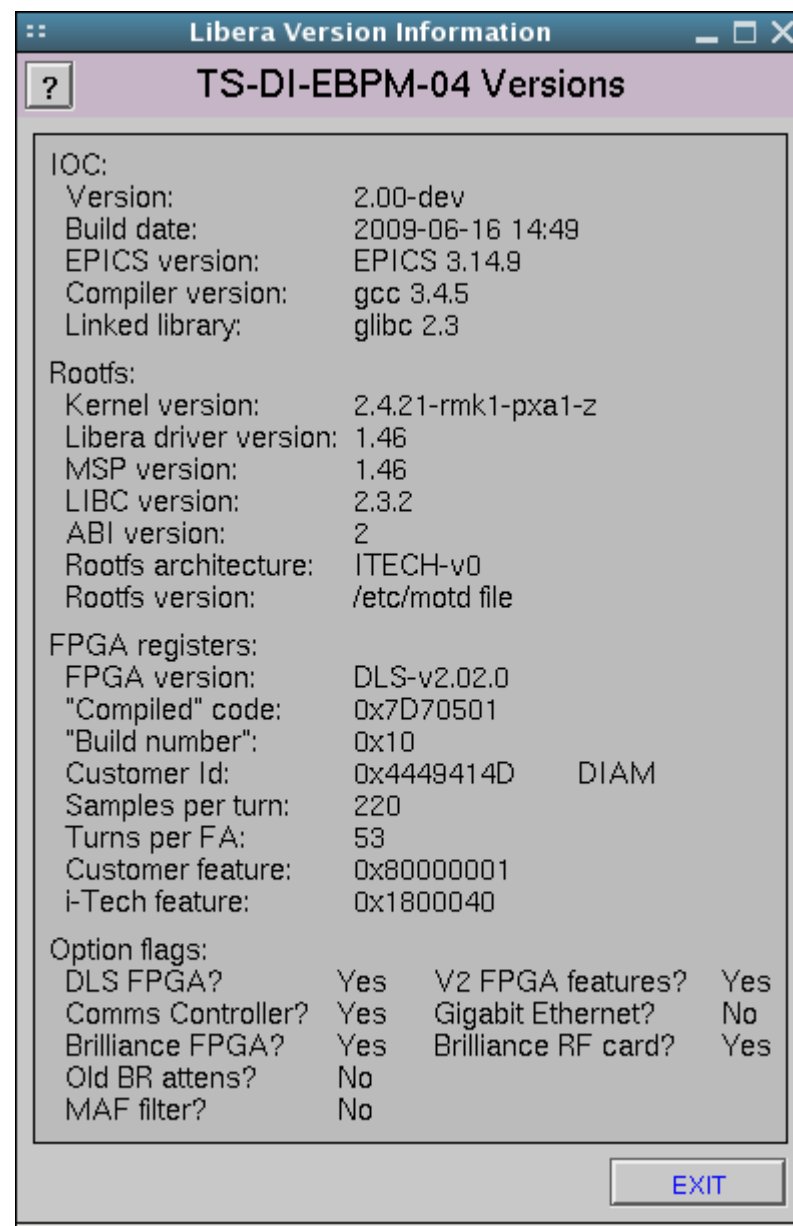 Libera Version Information
?
TS-DI-EBPM-04 Versions
IOC:
Version: 2.00-dev
Build date: 2009-06-16 14:49
EPICS version: EPICS 3.14.9
Compiler version: gcc 3.4.5
Linked library: glibc 2.3
Rootfs:
Kernel version: 2.4.21-rmk1-pxa1-z
Libera driver version: 1.46
MSP version: 1.46
LIBC version: 2.3.2
ABI version: 2
Rootfs architecture: ITECH-v0
Rootfs version: /etc/motd file
FPGA registers:
FPGA version: DLS-v2.02.0
"Compiled" code: 0x7D70501
"Build number": 0x10
Customer Id: 0x4449414D DIAM
Samples per turn: 220
Turns per FA: 53
Customer feature: 0x80000001
i-Tech feature: 0x1800040
Option flags:
DLS FPGA? Yes V2 FPGA features? Yes
Comms Controller? Yes Gigabit Ethernet? No
Brilliance FPGA? Yes Brilliance RF card? Yes
Old BR attens? No
MAF filter? No
EXIT